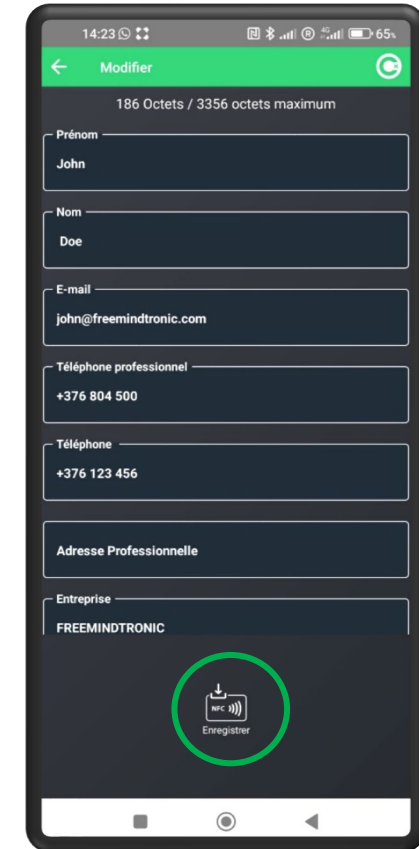 14:23
4G
65%
Modifier
186 Octets / 3356 octets maximum
Prénom
John
Nom
Doe
E-mail
john@freemindtronic.com
Téléphone professionnel
+376 804 500
Téléphone
+376 123 456
Adresse Professionnelle
Entreprise
FREEMINDTRONIC
NFC
Enregistrer